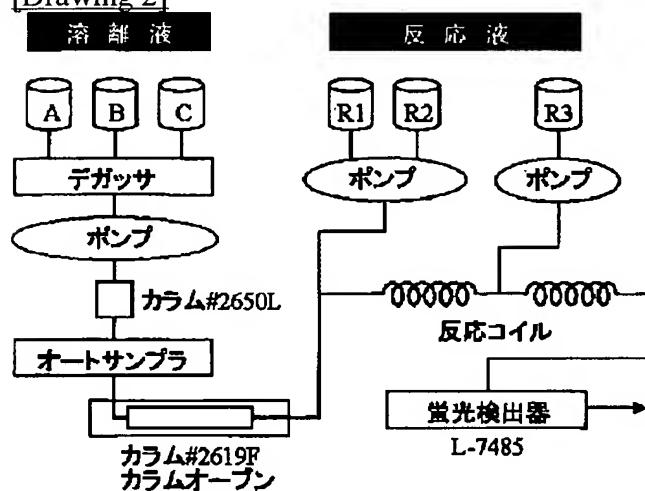 [Drawing 2]
溶離液
反応液
A B C
R1 R2 R3
デガッサ
ポンプ
ポンプ
ポンプ
カラム#2650L
反応コイル
オートサンプラ
蛍光検出器
L-7485
カラム#2619F
カラムオーブン